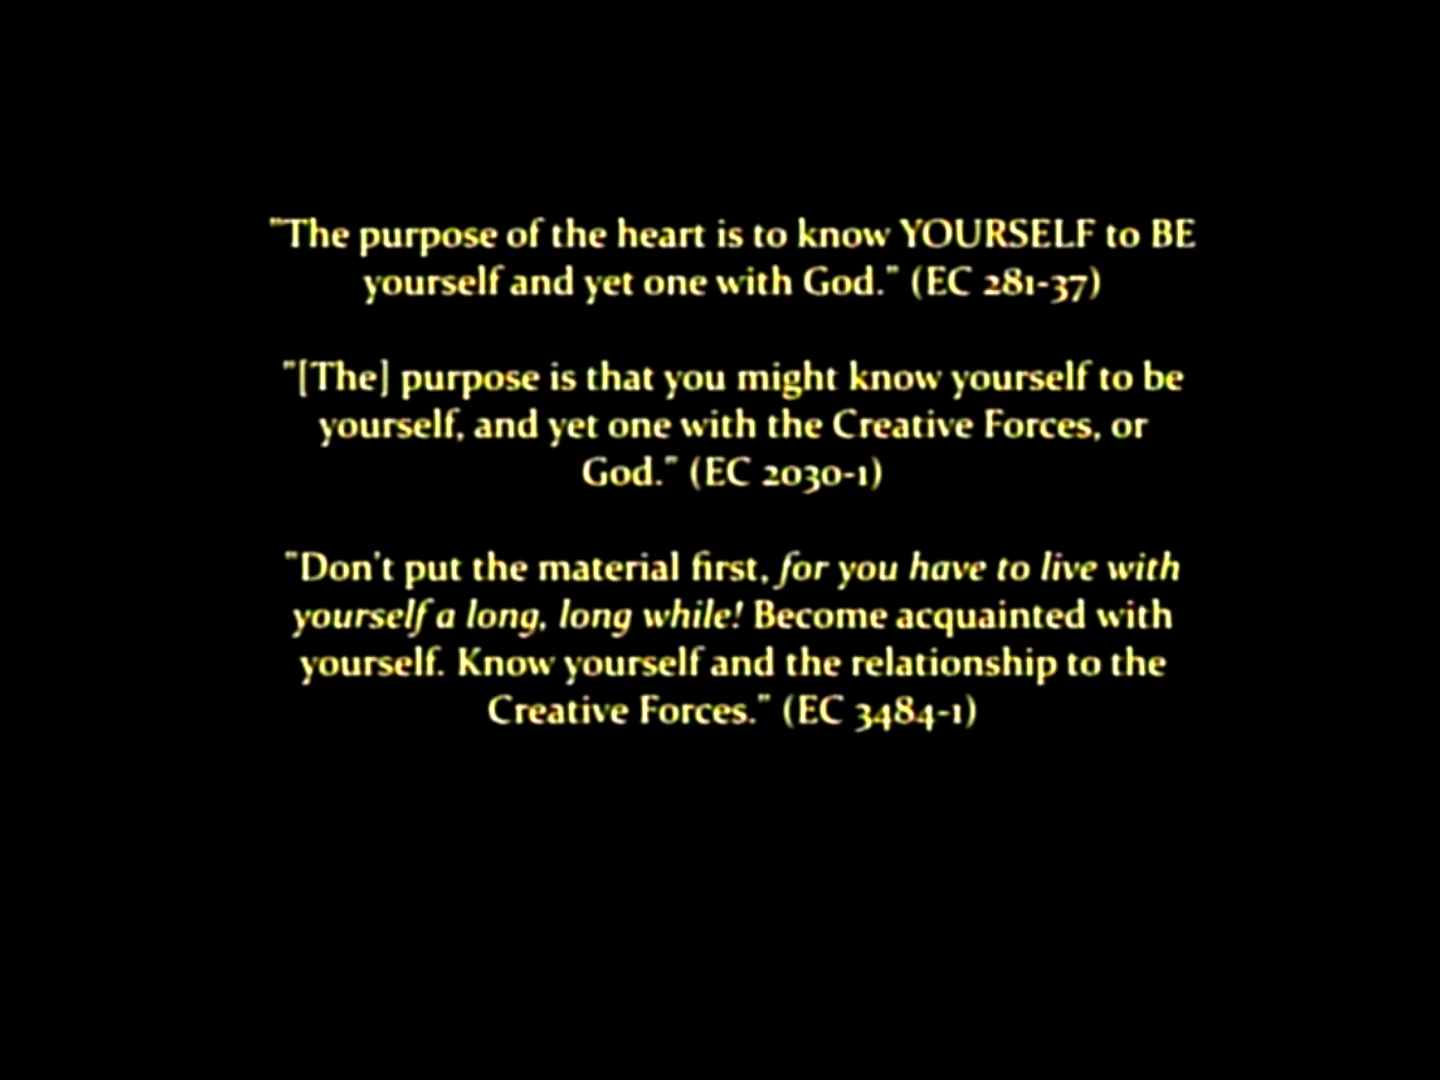 "The purpose of the heart is to know YOURSELF to BE
yourself and yet one with God." (EC 281-37)
"[The] purpose is that you might know yourself to be
yourself, and yet one with the Creative Forces, or
God." (EC 2030-1)
"Don't put the material first, for you have to live with
yourself a long, long while! Become acquainted with
yourself. Know yourself and the relationship to the
Creative Forces." (EC 3484-1)